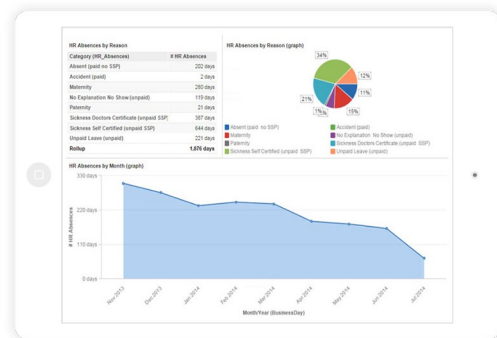 HR Absences by Reason
Category (HR_Absences) # HR Absences
Absent (paid no SSP) 202 days
Accident (paid) 2 days
Maternity 280 days
No Explanation No Show (unpaid) 119 days
Paternity 21 days
Sickness Doctors Certificate (unpaid SSP) 387 days
Sickness Self Certified (unpaid SSP) 644 days
Unpaid Leave (unpaid) 221 days
Rollup 1,876 days
HR Absences by Reason (graph)
34%
12%
11%
15%
21%
Absent (paid no SSP) Accident (paid)
Maternity No Explanation No Show (unpaid)
Paternity Sickness Doctors Certificate (unpaid SSP)
Sickness Self Certified (unpaid SSP) Unpaid Leave (unpaid)
HR Absences by Month (graph)
# HR Absences
330 days
220 days
110 days
0 days
Nov 2013 Dec 2013 Jan 2014 Feb 2014 Mar 2014 Apr 2014 May 2014 Jun 2014 Jul 2014
Month/Year (BusinessDay)